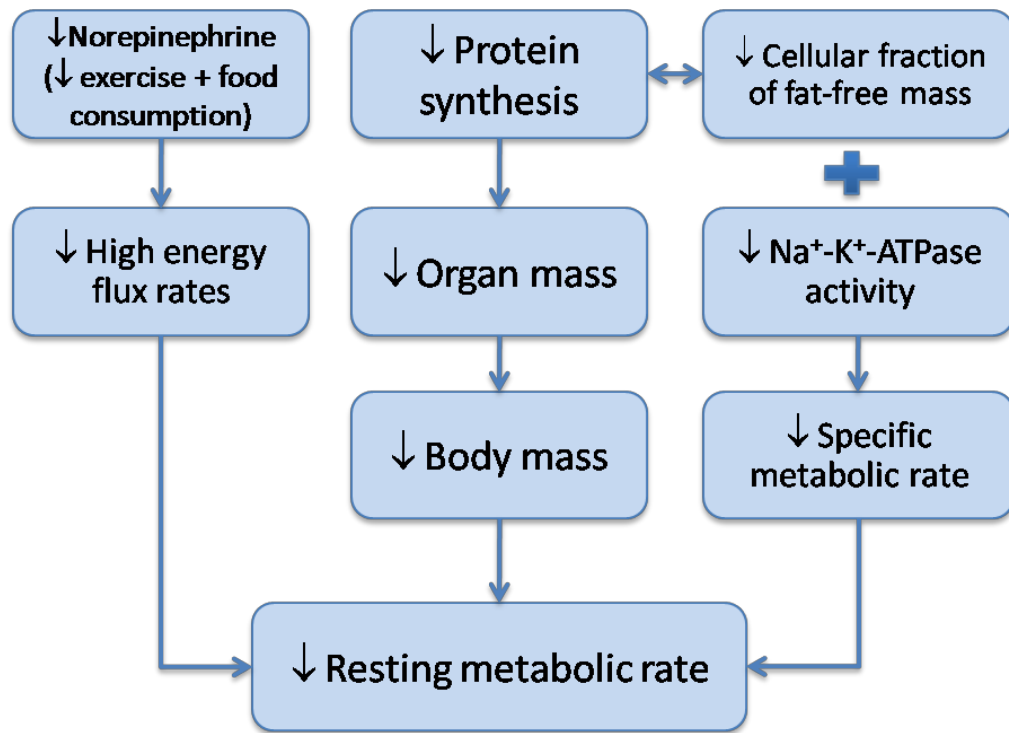 ↓Norepinephrine
(↓ exercise + food
consumption)
↓ Protein
synthesis
↓ Cellular fraction
of fat-free mass
↓ High energy
flux rates
↓ Organ mass
↓ Na⁺-K⁺-ATPase
activity
↓ Body mass
↓ Specific
metabolic rate
↓ Resting metabolic rate